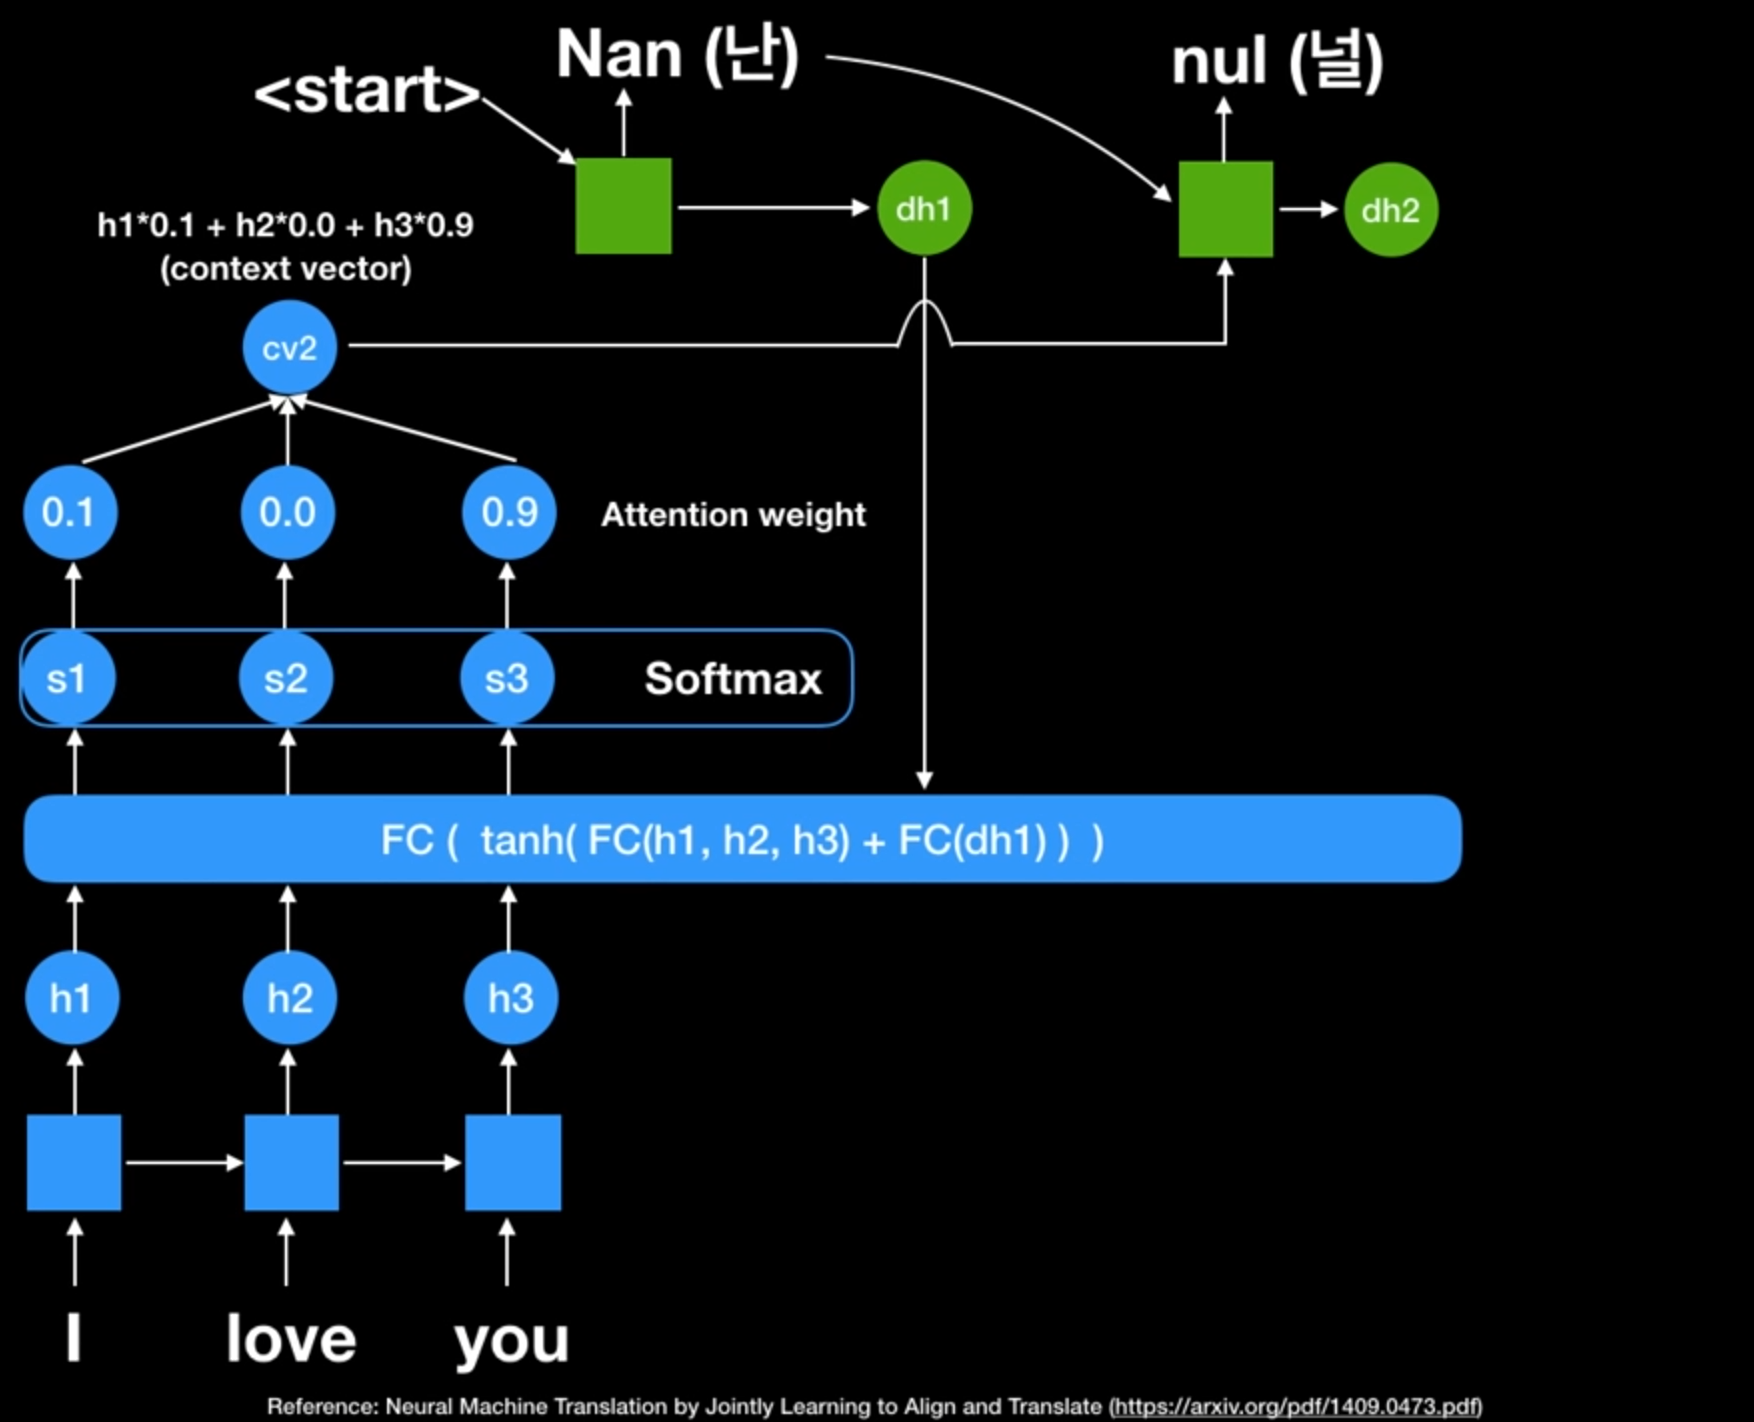 <start>
Nan (난)
nul (널)
dh1
dh2
h1*0.1 + h2*0.0 + h3*0.9
(context vector)
cv2
0.1
0.0
0.9
Attention weight
s1
s2
s3
Softmax
FC ( tanh( FC(h1, h2, h3) + FC(dh1) ) )
h1
h2
h3
I
love
you
Reference: Neural Machine Translation by Jointly Learning to Align and Translate (https://arxiv.org/pdf/1409.0473.pdf)